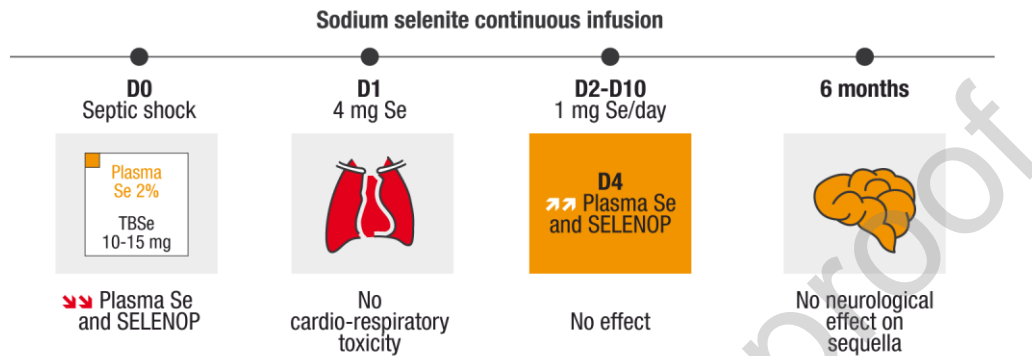 Sodium selenite continuous infusion
D0
Septic shock
Plasma
Se 2%
TBSe
10-15 mg
↘↘ Plasma Se
and SELENOP
D1
4 mg Se
No
cardio-respiratory
toxicity
D2-D10
1 mg Se/day
D4
↗↗ Plasma Se
and SELENOP
No effect
6 months
No neurological
effect on
sequella
proof